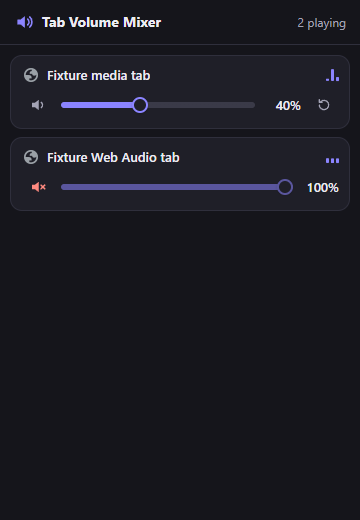 Tab Volume Mixer
2 playing
Fixture media tab
40%
Fixture Web Audio tab
100%